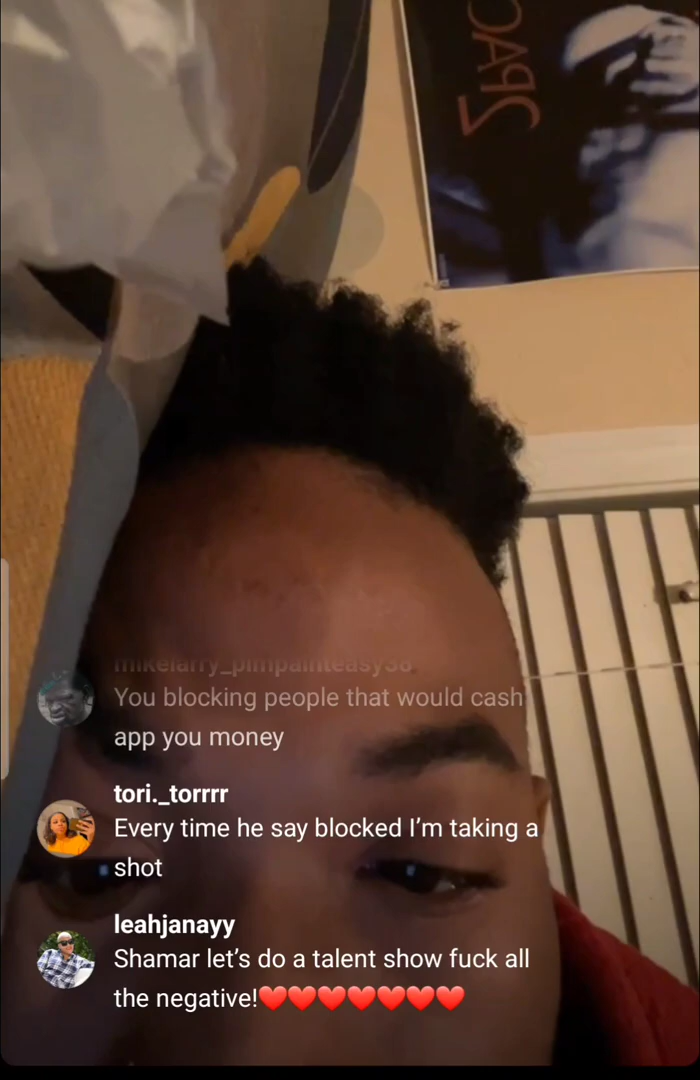 2PAC
mikelarry_pimpainteasy38
You blocking people that would cash
app you money
tori._torrrr
Every time he say blocked I’m taking a
shot
leahjanayy
Shamar let’s do a talent show fuck all
the negative!❤️❤️❤️❤️❤️❤️❤️